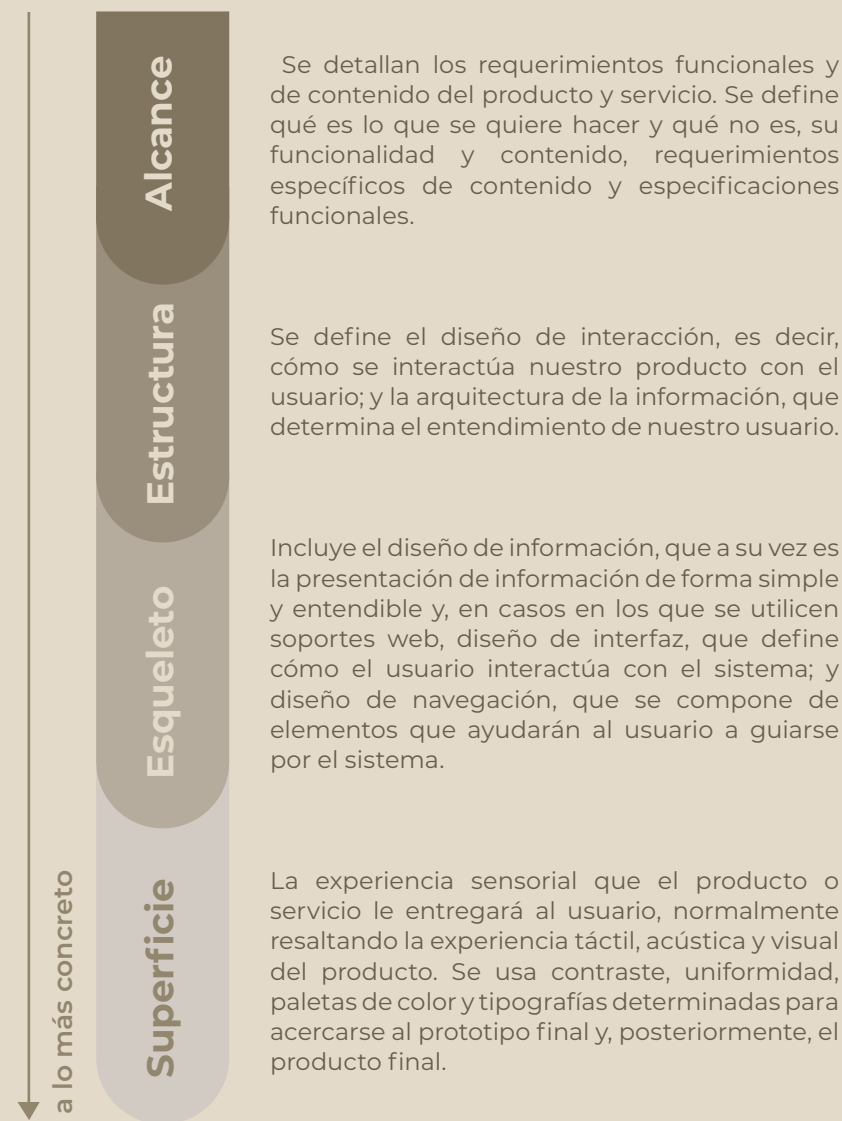 Alcance
Se detallan los requerimientos funcionales y
de contenido del producto y servicio. Se define
qué es lo que se quiere hacer y qué no es, su
funcionalidad y contenido, requerimientos
específicos de contenido y especificaciones
funcionales.
Estructura
Se define el diseño de interacción, es decir,
cómo se interactúa nuestro producto con el
usuario; y la arquitectura de la información, que
determina el entendimiento de nuestro usuario.
Esqueleto
Incluye el diseño de información, que a su vez es
la presentación de información de forma simple
y entendible y, en casos en los que se utilicen
soportes web, diseño de interfaz, que define
cómo el usuario interactúa con el sistema; y
diseño de navegación, que se compone de
elementos que ayudarán al usuario a guiarse
por el sistema.
Superficie
La experiencia sensorial que el producto o
servicio le entregará al usuario, normalmente
resaltando la experiencia táctil, acústica y visual
del producto. Se usa contraste, uniformidad,
paletas de color y tipografías determinadas para
acercarse al prototipo final y, posteriormente, el
producto final.
a lo más concreto